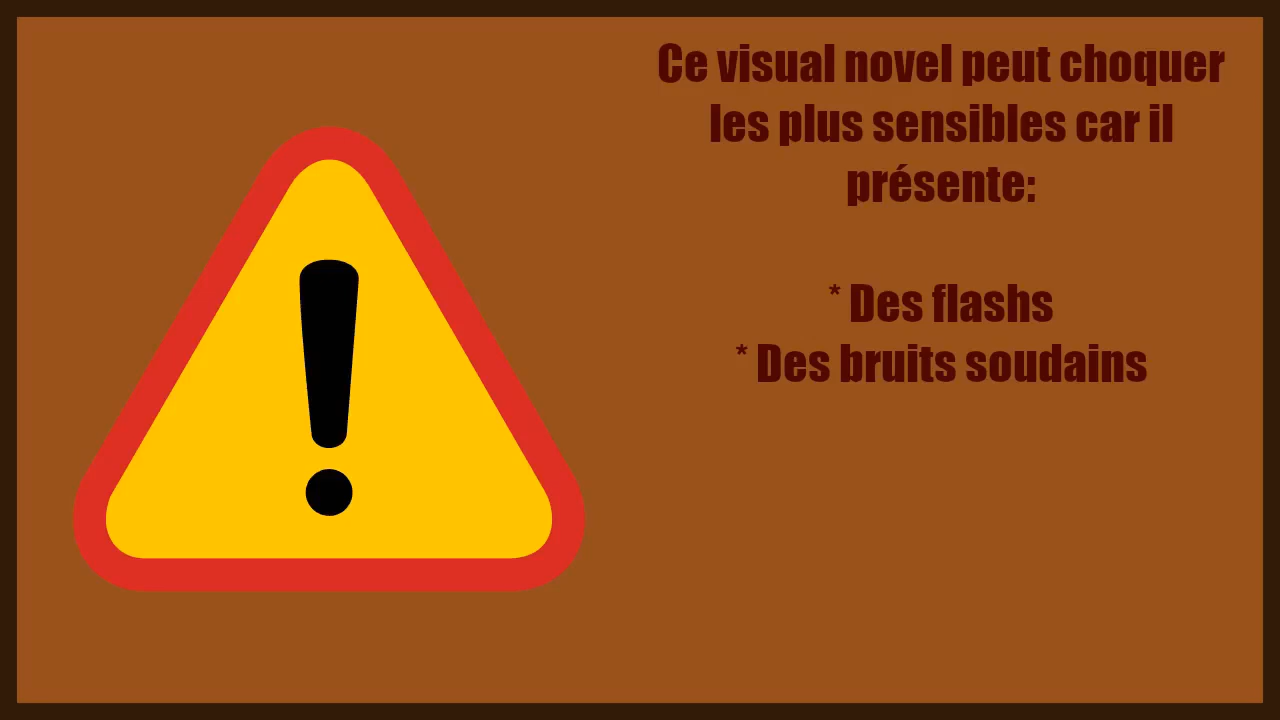 Ce visual novel peut choquer
les plus sensibles car il
présente:
* Des flashs
* Des bruits soudains